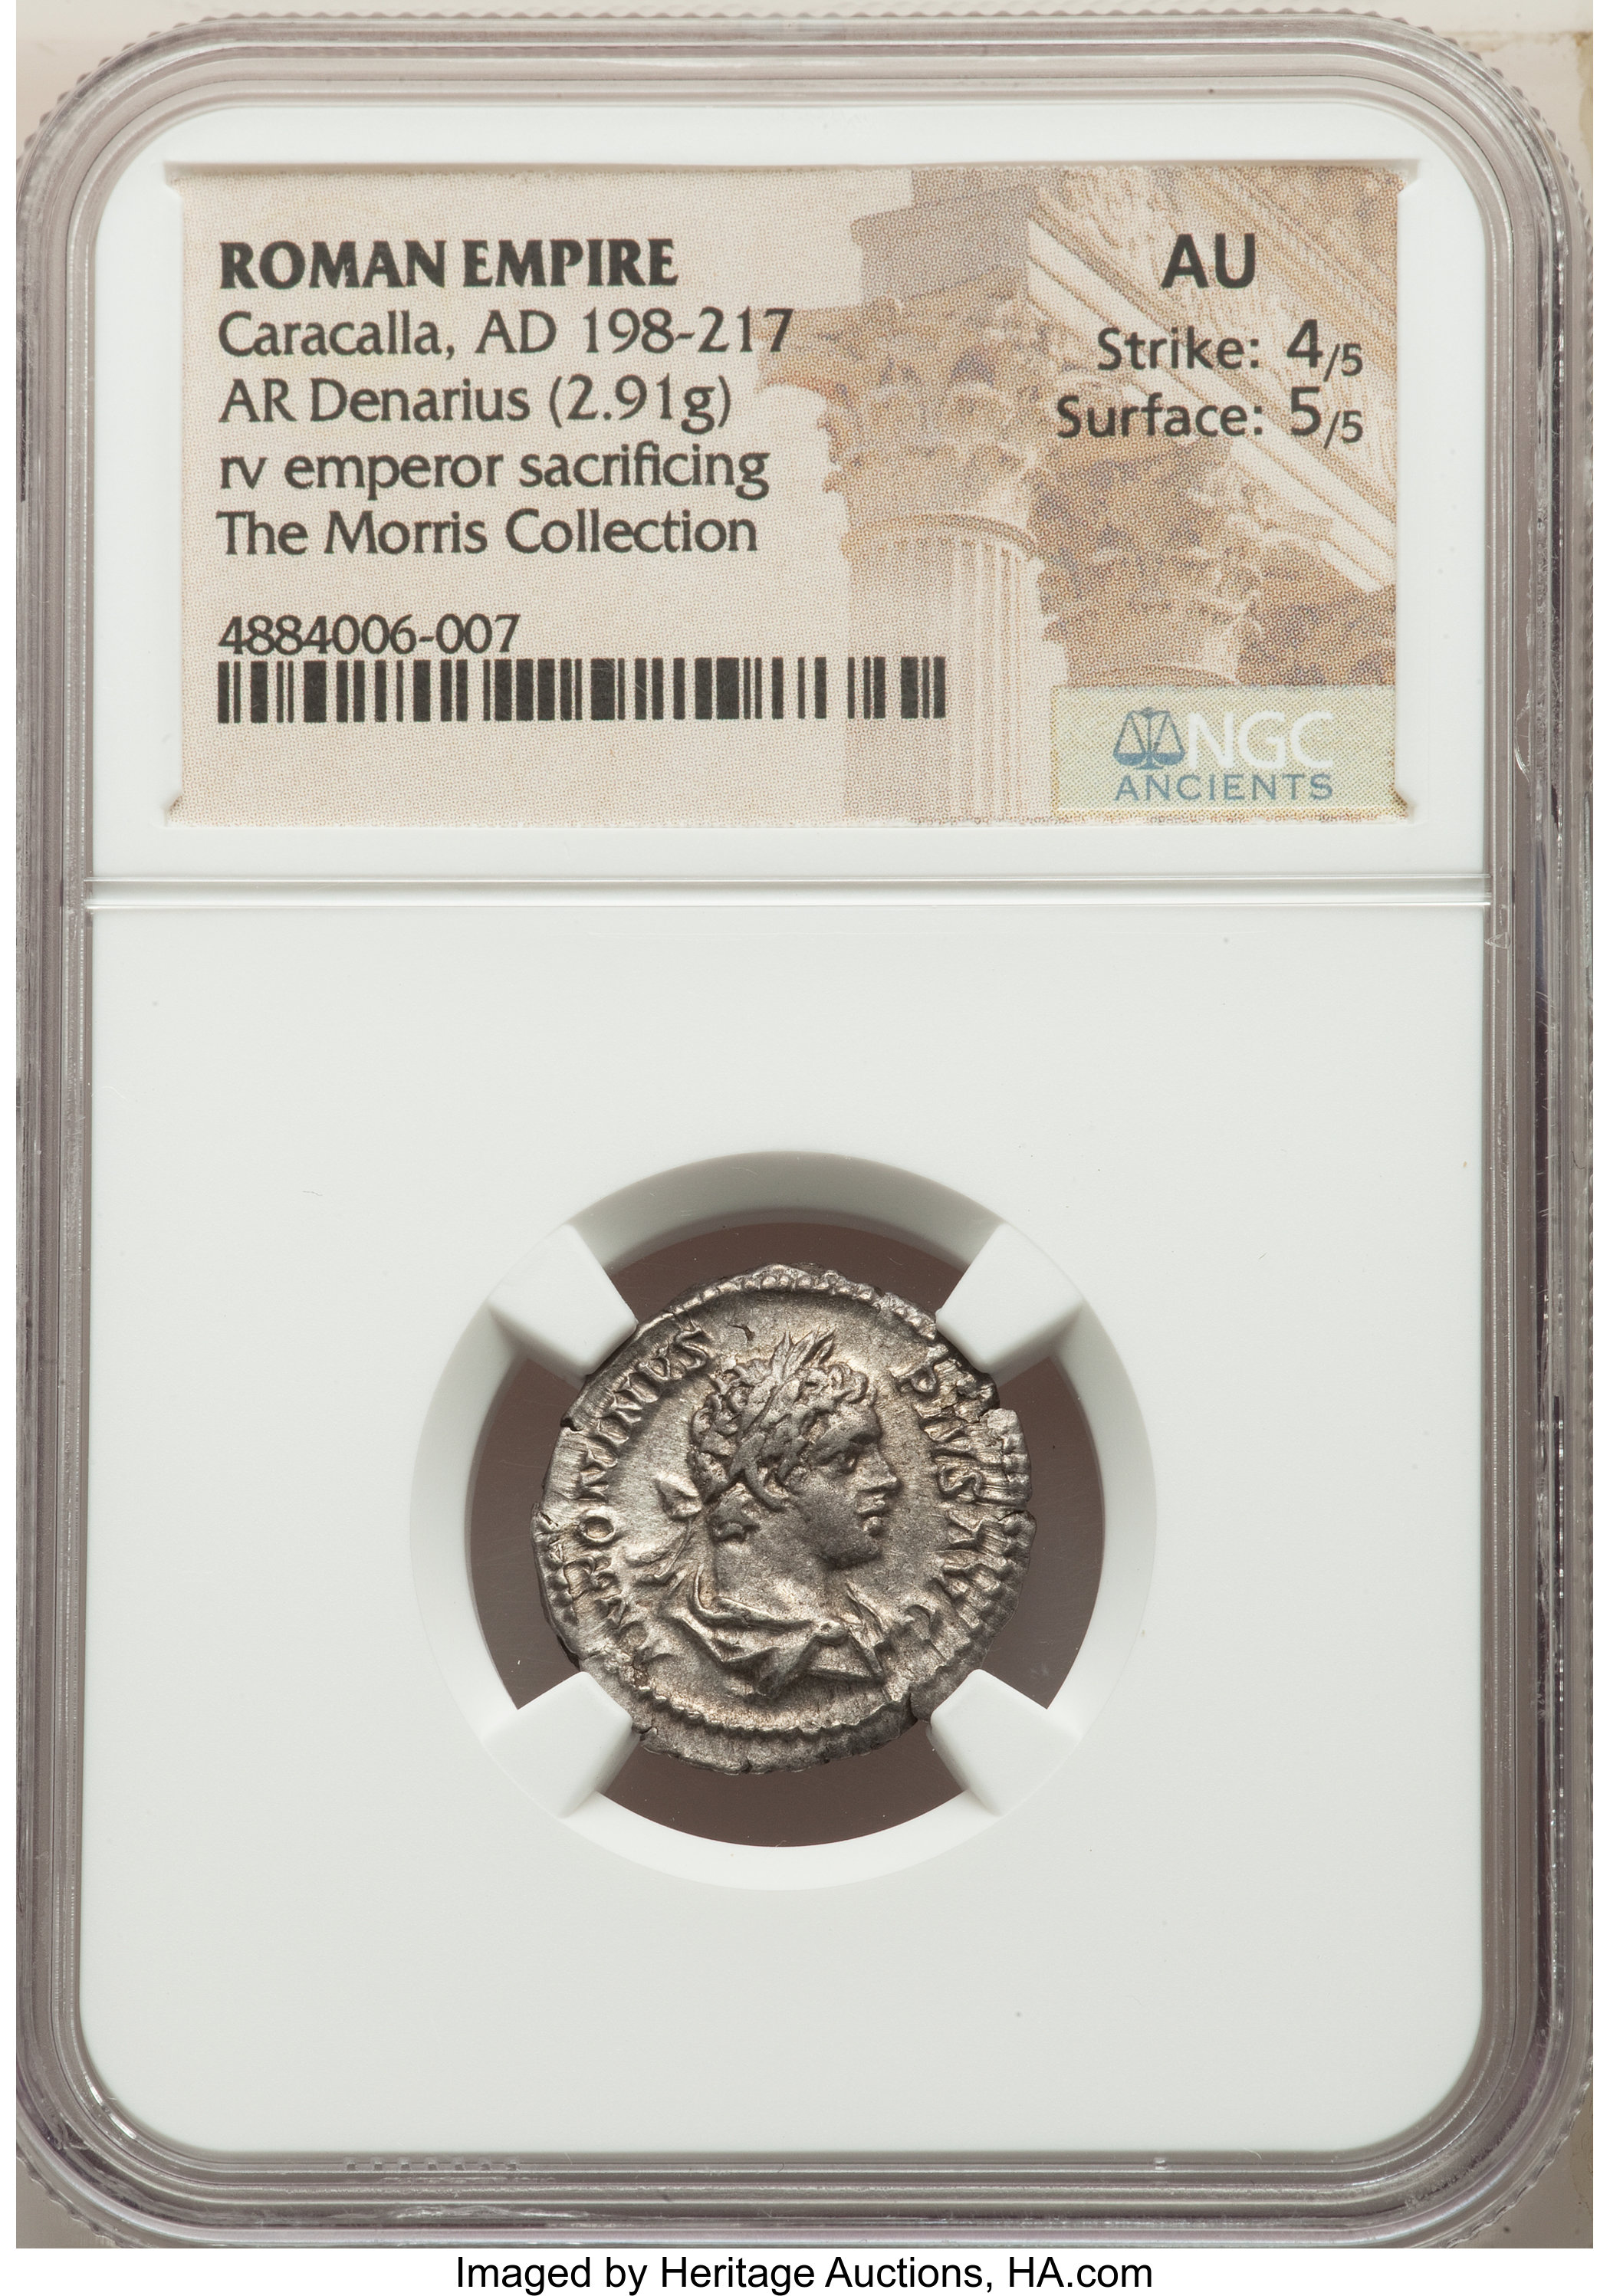 ROMAN EMPIRE
Caracalla, AD 198-217
AR Denarius (2.91g)
rv emperor sacrificing
The Morris Collection
4884006-007
AU
Strike: 4/5
Surface: 5/5
NGC
ANCIENTS
ANTONINVS PIVS AVG
Imaged by Heritage Auctions, HA.com